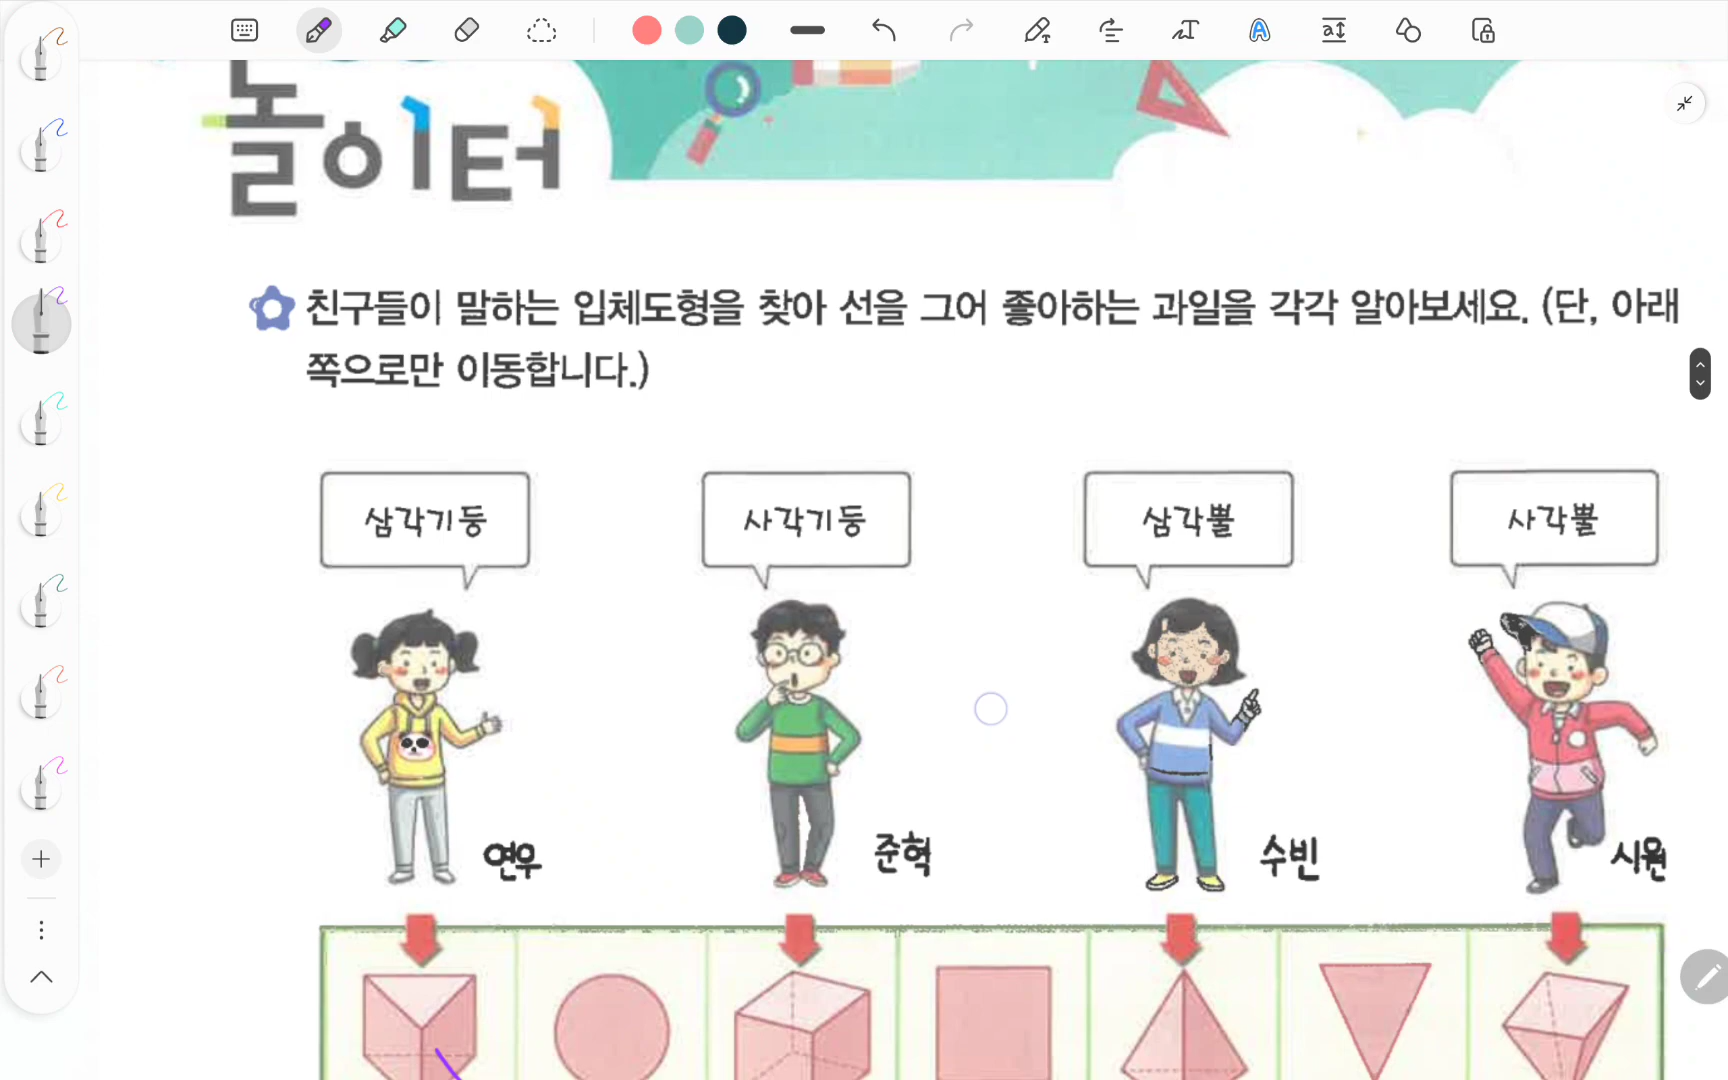 놀이터
친구들이 말하는 입체도형을 찾아 선을 그어 좋아하는 과일을 각각 알아보세요. (단, 아래
쪽으로만 이동합니다.)
삼각기둥
사각기둥
삼각뿔
사각뿔
연우
준혁
수빈
시원